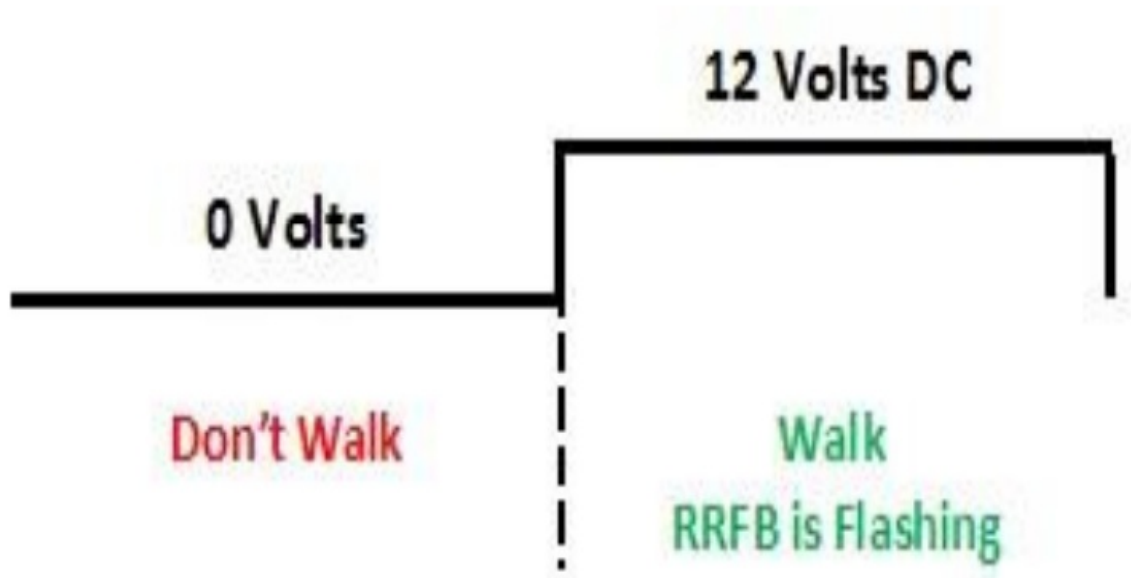 12 Volts DC
0 Volts
Don't Walk
Walk
RRFB is Flashing